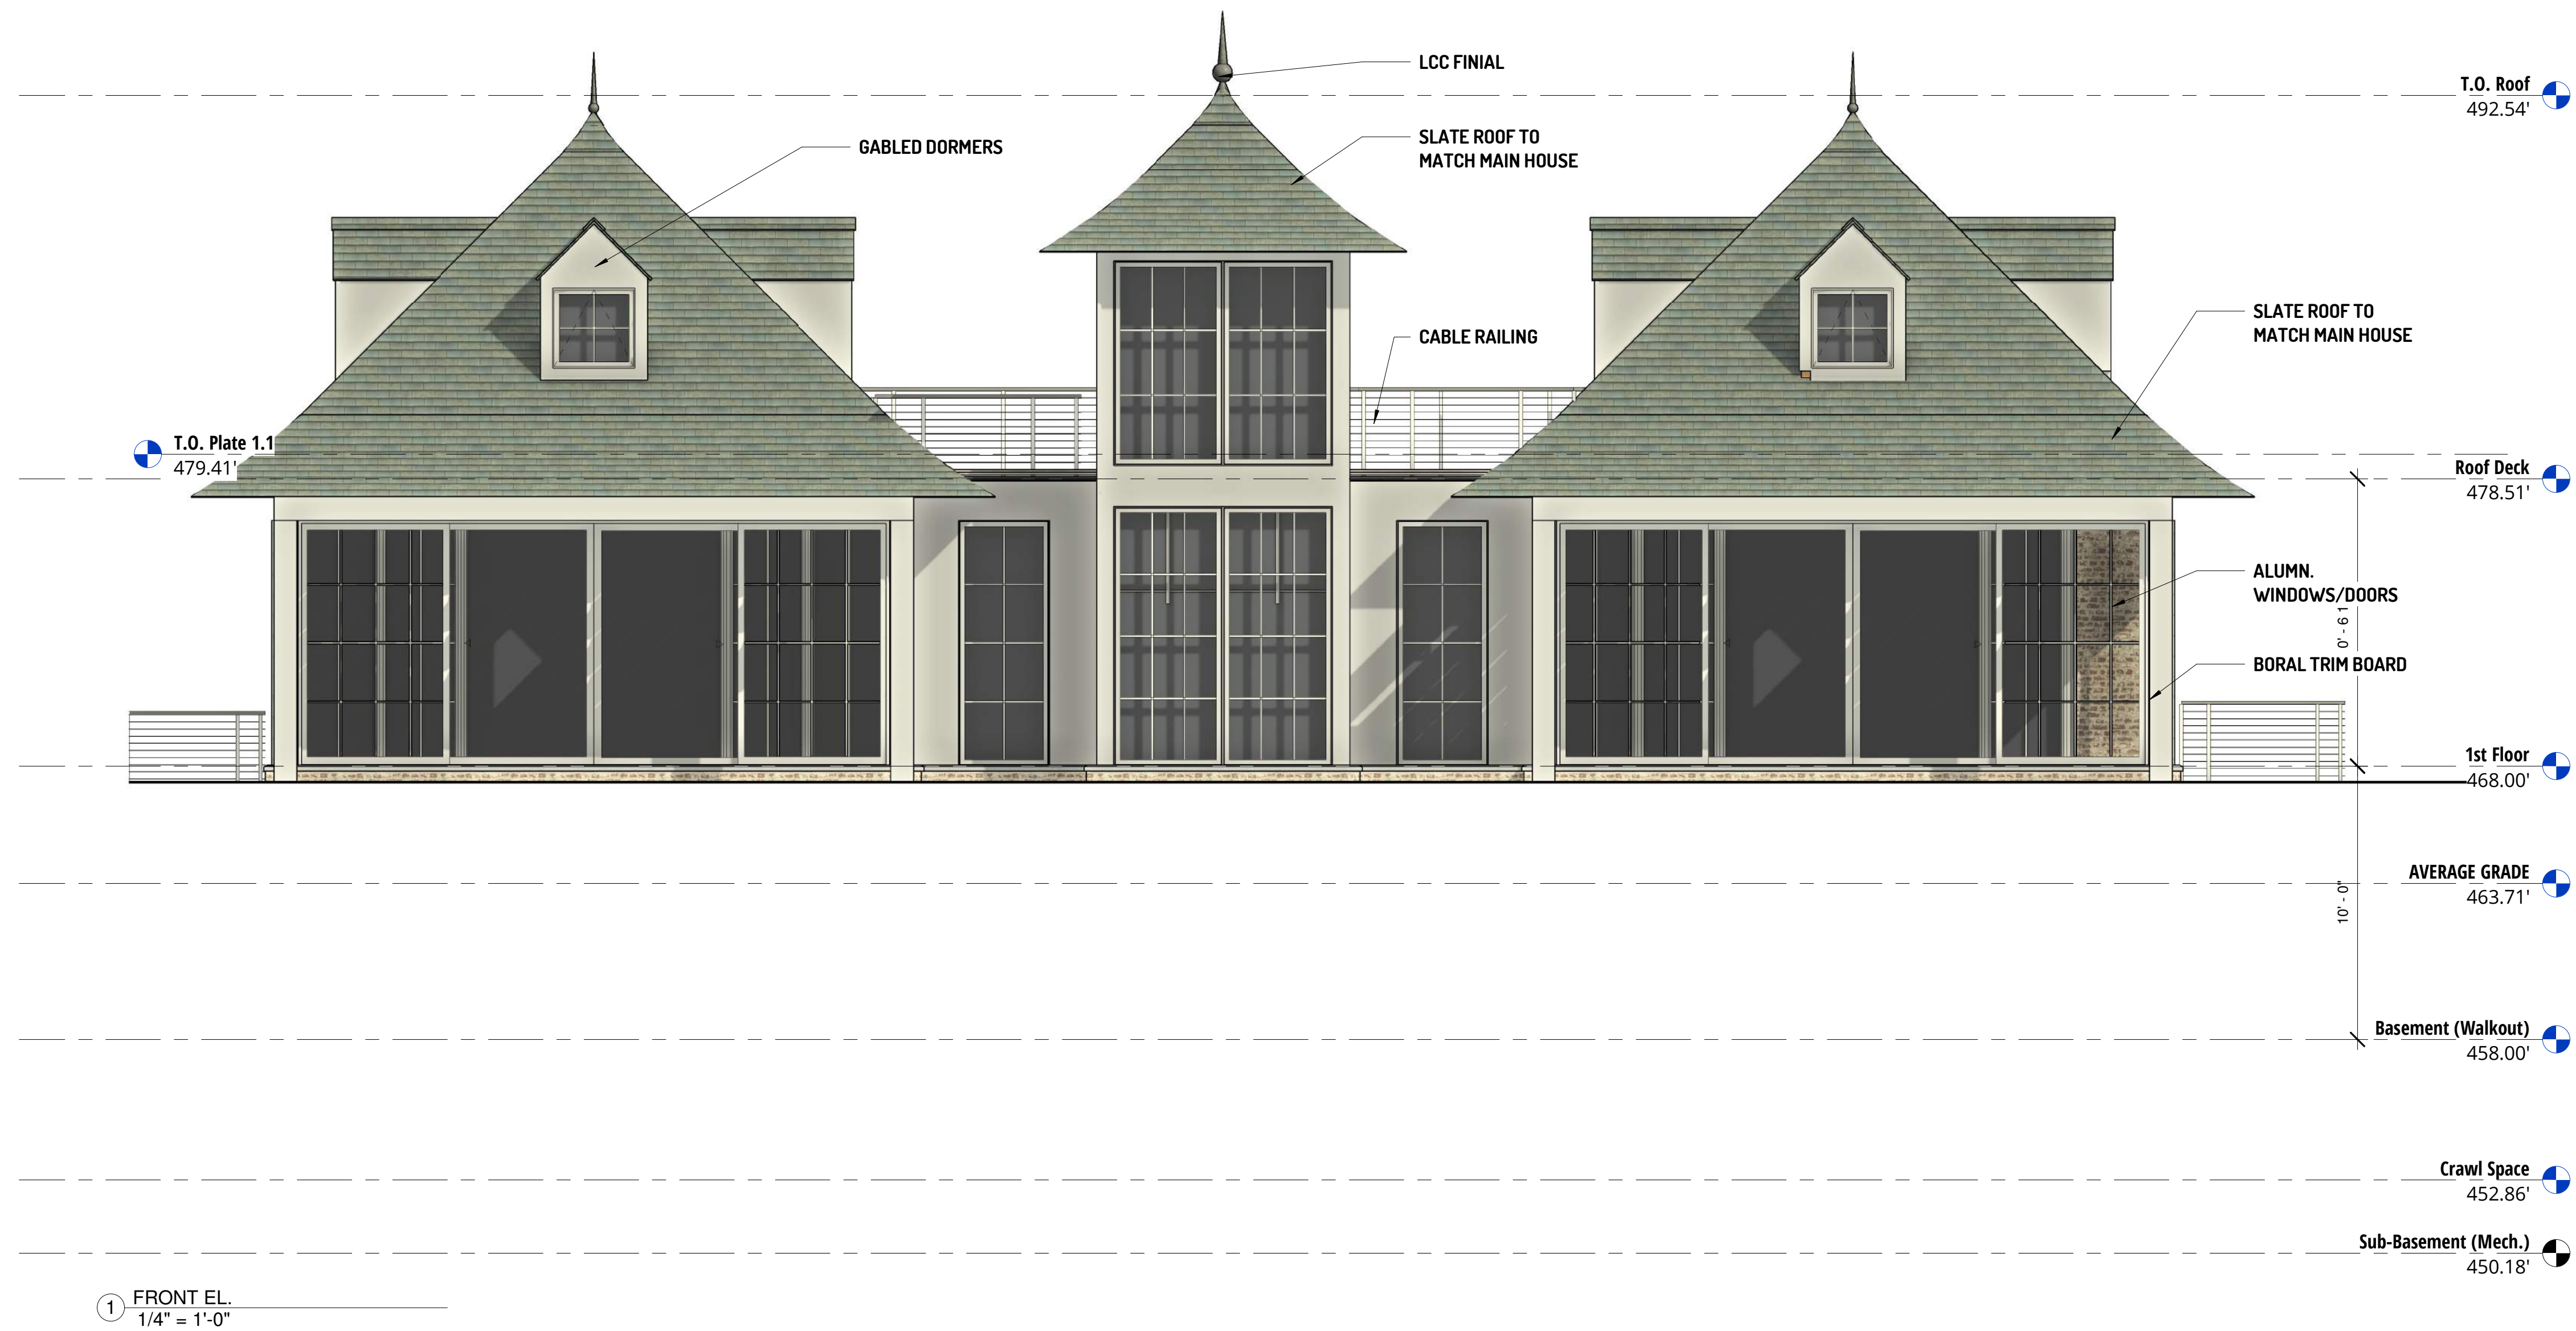 LCC FINIAL
T.O. Roof
492.54'
GABLED DORMERS
SLATE ROOF TO
MATCH MAIN HOUSE
SLATE ROOF TO
MATCH MAIN HOUSE
CABLE RAILING
T.O. Plate 1.1
479.41'
Roof Deck
478.51'
ALUMN.
WINDOWS/DOORS
BORAL TRIM BOARD
1st Floor
468.00'
AVERAGE GRADE
463.71'
10' - 0"
Basement (Walkout)
458.00'
Crawl Space
452.86'
Sub-Basement (Mech.)
450.18'
1
FRONT EL.
1/4" = 1'-0"